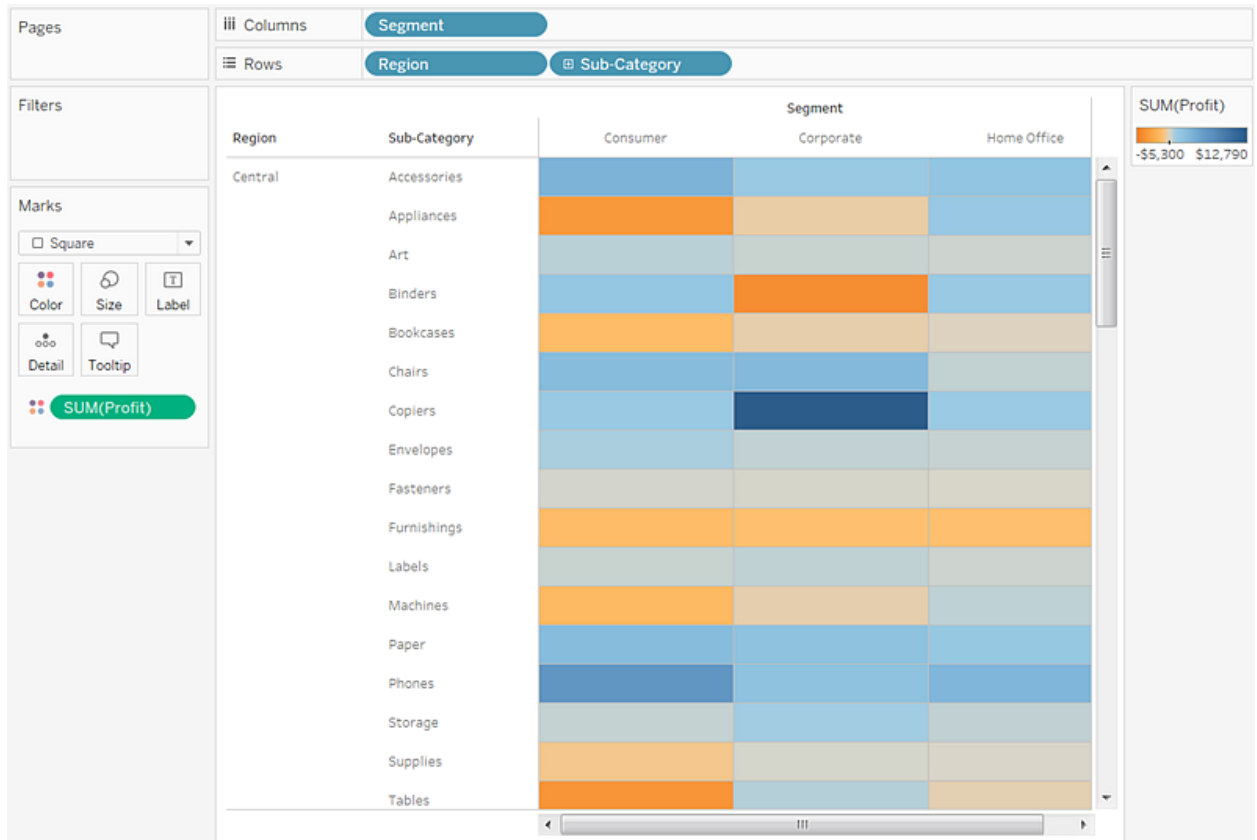 Pages
Columns Segment
Rows Region Sub-Category
Filters
Marks
Square
Color Size Label
Detail Tooltip
SUM(Profit)
Segment
Region Sub-Category Consumer Corporate Home Office
Central Accessories
Appliances
Art
Binders
Bookcases
Chairs
Copiers
Envelopes
Fasteners
Furnishings
Labels
Machines
Paper
Phones
Storage
Supplies
Tables
SUM(Profit)
-$5,300 $12,790